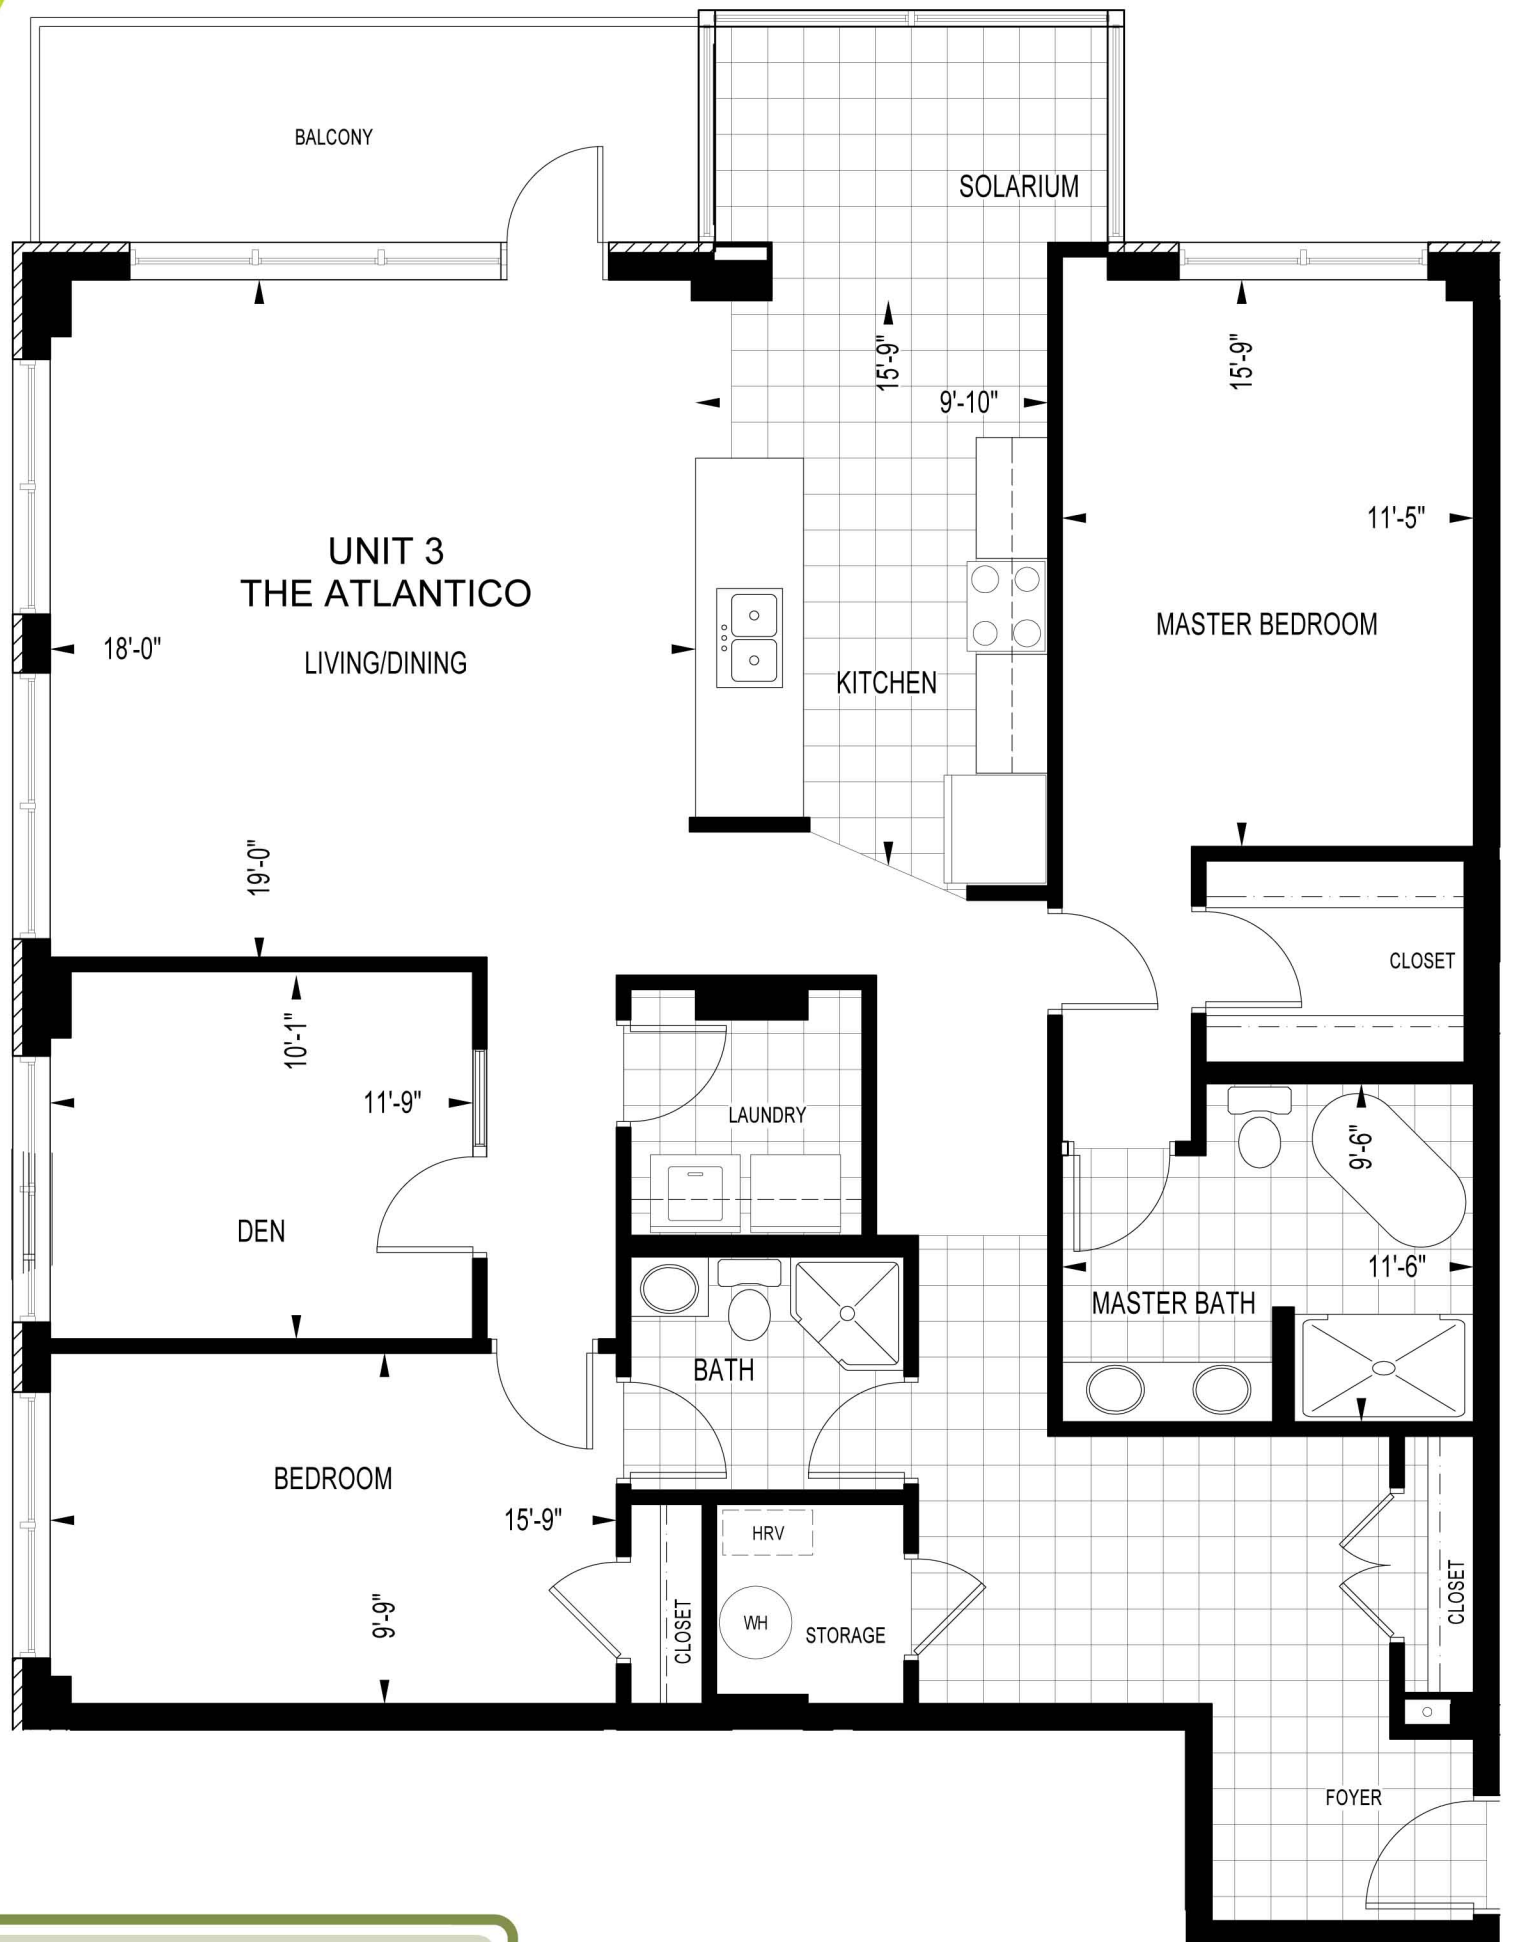 BALCONY
SOLARIUM
15'-9"
9'-10"
15'-9"
11'-5"
UNIT 3
THE ATLANTICO
18'-0"
LIVING/DINING
KITCHEN
MASTER BEDROOM
19'-0"
CLOSET
10'-1"
11'-9"
LAUNDRY
9'-6"
DEN
11'-6"
MASTER BATH
BATH
BEDROOM
15'-9"
HRV
9'-9"
CLOSET
WH
STORAGE
CLOSET
FOYER